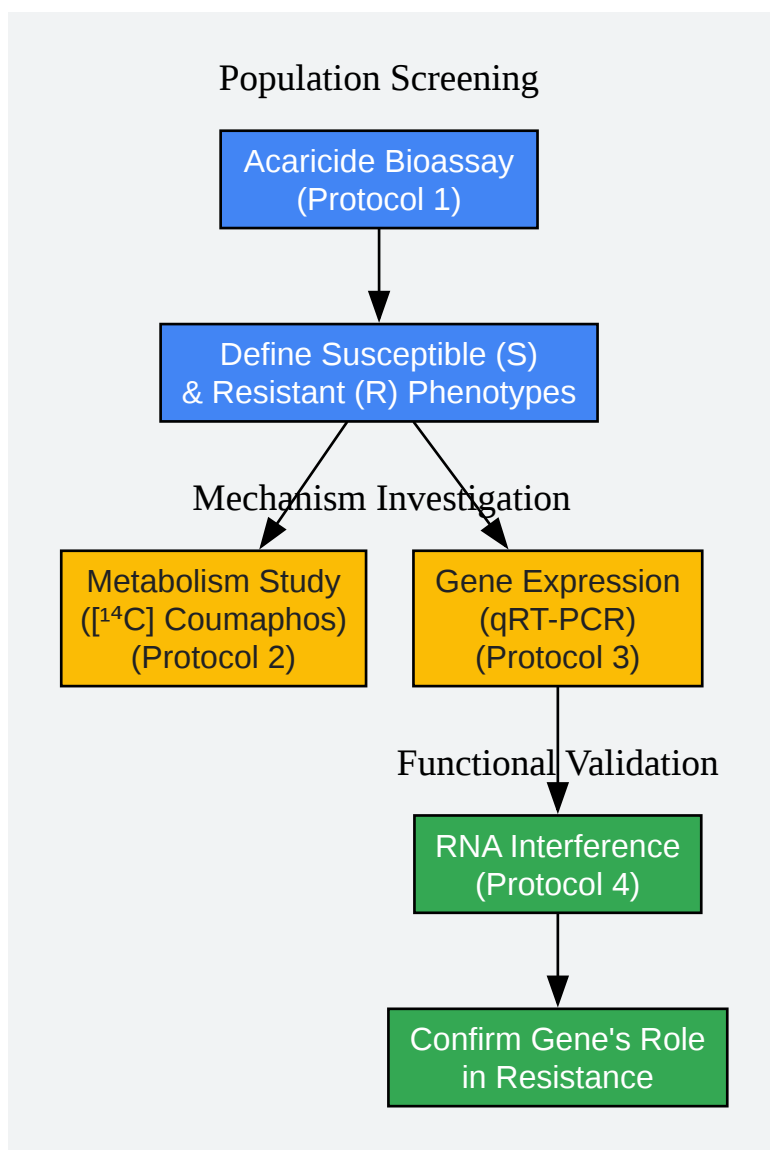 Population Screening
Acaricide Bioassay
(Protocol 1)
Define Susceptible (S)
& Resistant (R) Phenotypes
Mechanism Investigation
Metabolism Study
([¹⁴C] Coumaphos)
(Protocol 2)
Gene Expression
(qRT-PCR)
(Protocol 3)
Functional Validation
RNA Interference
(Protocol 4)
Confirm Gene's Role
in Resistance